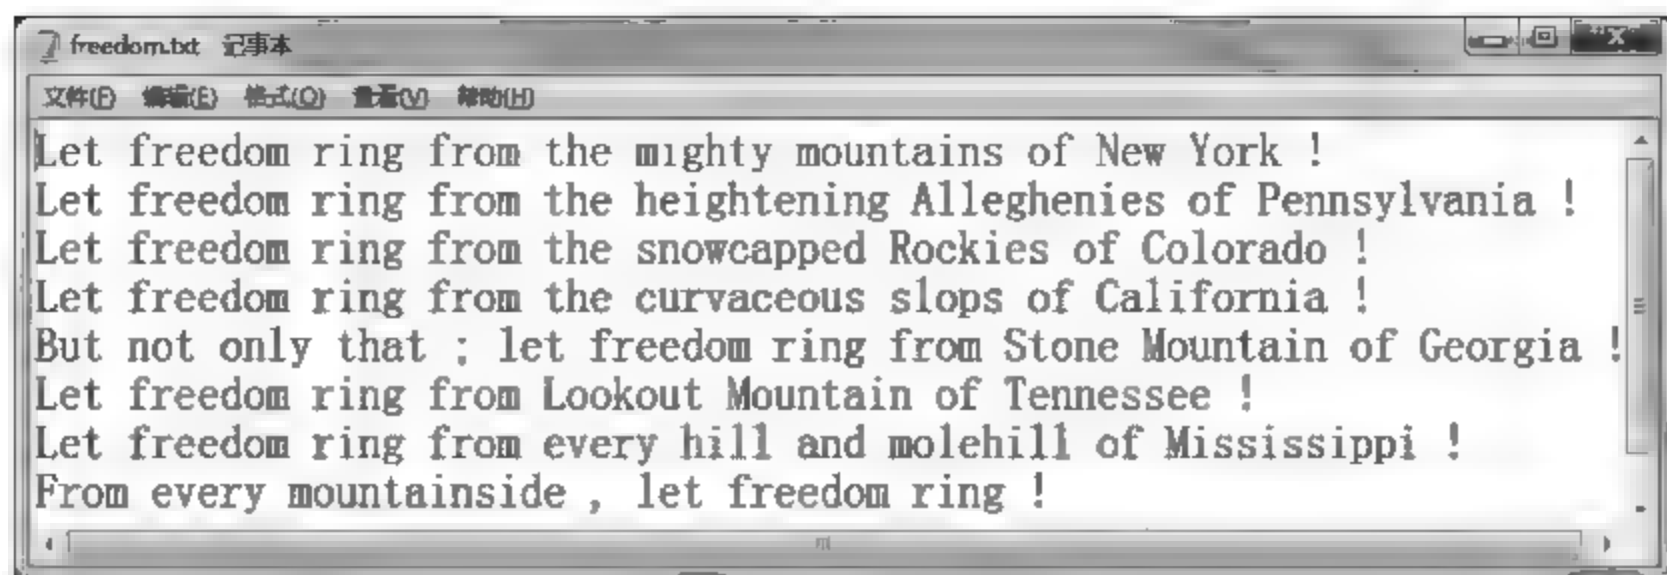 freedom.txt 记事本
文件(F) 编辑(E) 格式(O) 查看(V) 帮助(H)
Let freedom ring from the mighty mountains of New York !
Let freedom ring from the heightening Alleghenies of Pennsylvania !
Let freedom ring from the snowcapped Rockies of Colorado !
Let freedom ring from the curvaceous slops of California !
But not only that ; let freedom ring from Stone Mountain of Georgia !
Let freedom ring from Lookout Mountain of Tennessee !
Let freedom ring from every hill and molehill of Mississippi !
From every mountainside , let freedom ring !